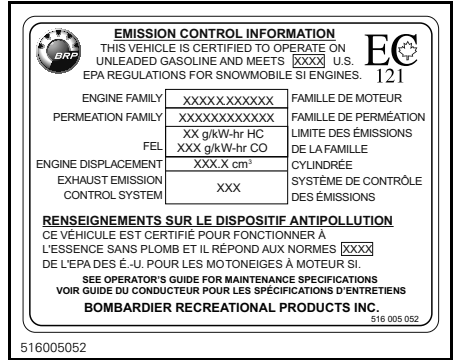 EMISSION CONTROL INFORMATION
THIS VEHICLE IS CERTIFIED TO OPERATE ON
UNLEADED GASOLINE AND MEETS XXXX U.S.
EPA REGULATIONS FOR SNOWMOBILE SI ENGINES.
BRP
EC
121
ENGINE FAMILY XXXXX.XXXXXX FAMILLE DE MOTEUR
PERMEATION FAMILY XXXXXXXXXXXX FAMILLE DE PERMÉATION
XX g/kW-hr HC LIMITE DES ÉMISSIONS
FEL XXX g/kW-hr CO DE LA FAMILLE
ENGINE DISPLACEMENT XXX.X cm³ CYLINDRÉE
EXHAUST EMISSION XXX SYSTÈME DE CONTRÔLE
CONTROL SYSTEM DES ÉMISSIONS
RENSEIGNEMENTS SUR LE DISPOSITIF ANTIPOLLUTION
CE VÉHICULE EST CERTIFIÉ POUR FONCTIONNER À
L'ESSENCE SANS PLOMB ET IL RÉPOND AUX NORMES XXXX
DE L'EPA DES É.-U. POUR LES MOTONEIGES À MOTEUR SI.
SEE OPERATOR'S GUIDE FOR MAINTENANCE SPECIFICATIONS
VOIR GUIDE DU CONDUCTEUR POUR LES SPÉCIFICATIONS D'ENTRETIENS
BOMBARDIER RECREATIONAL PRODUCTS INC.
516 005 052
516005052